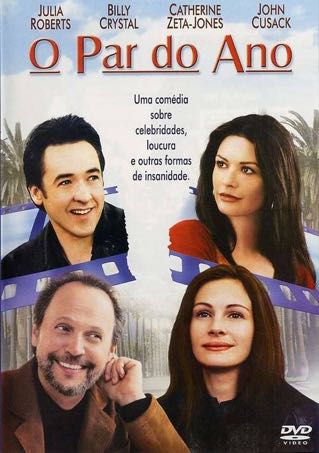 JULIA ROBERTS
BILLY CRYSTAL
CATHERINE ZETA-JONES
JOHN CUSACK
O Par do Ano
Uma comédia
sobre
celebridades,
loucura
e outras formas
de insanidade.
DVD
VIDEO